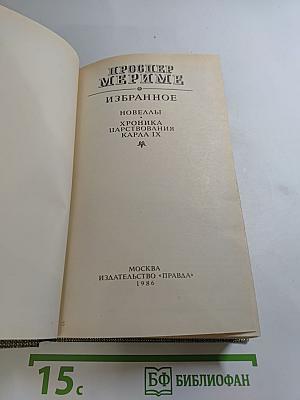 ПРОСПЕР
МЕРИМЕ
ИЗБРАННОЕ
НОВЕЛЛЫ
ХРОНИКА
ЦАРСТВОВАНИЯ
КАРЛА IX
МОСКВА
ИЗДАТЕЛЬСТВО «ПРАВДА»
1986
15с
БФ БИБЛИОФАН